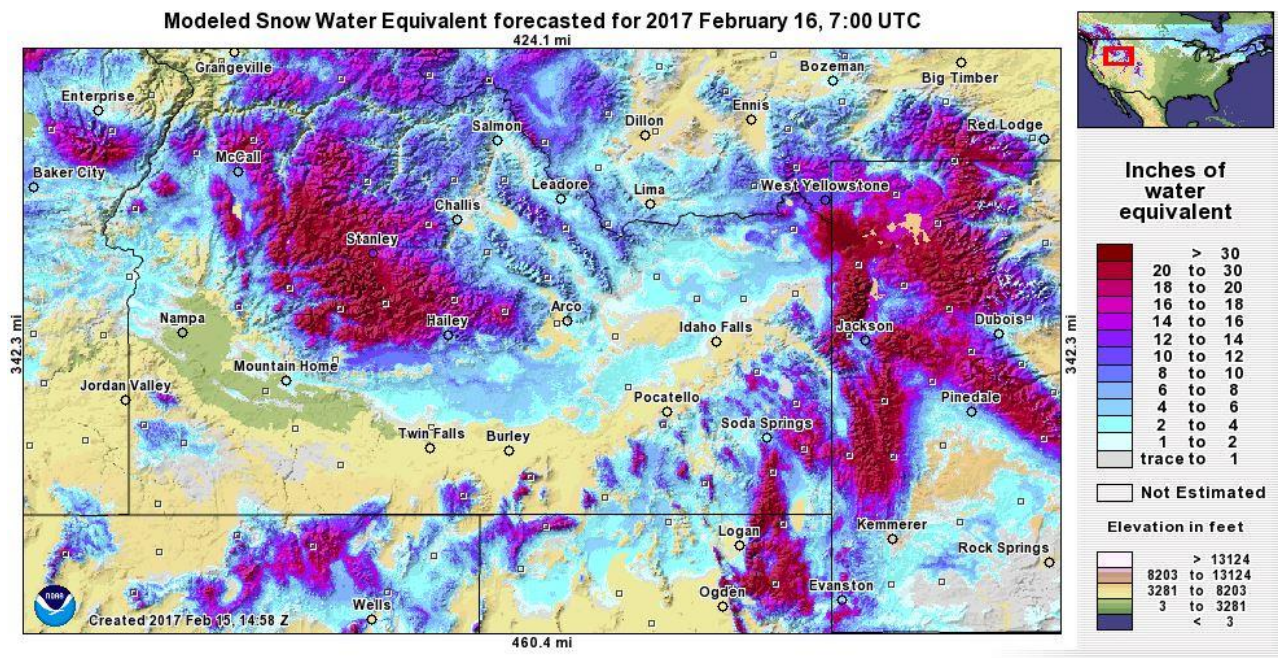 Modeled Snow Water Equivalent forecasted for 2017 February 16, 7:00 UTC
424.1 mi
Grangeville
Bozeman
Big Timber
Enterprise
Ennis
Salmon
Dillon
Red Lodge
McCall
Baker City
Leadore
Lima
West Yellowstone
Challis
Stanley
Arco
Nampa
Hailey
Idaho Falls
Jackson
Dubois
342.3 mi
342.3 mi
Mountain Home
Jordan Valley
Pocatello
Pinedale
Soda Springs
Twin Falls
Burley
Logan
Kemmerer
Rock Springs
Ogden
Evanston
Wells
NOAA
Created 2017 Feb 15, 14:58 Z
460.4 mi
Inches of
water
equivalent
> 30
20 to 30
18 to 20
16 to 18
14 to 16
12 to 14
10 to 12
8 to 10
6 to 8
4 to 6
2 to 4
1 to 2
trace to 1
Not Estimated
Elevation in feet
> 13124
8203 to 13124
3281 to 8203
3 to 3281
< 3